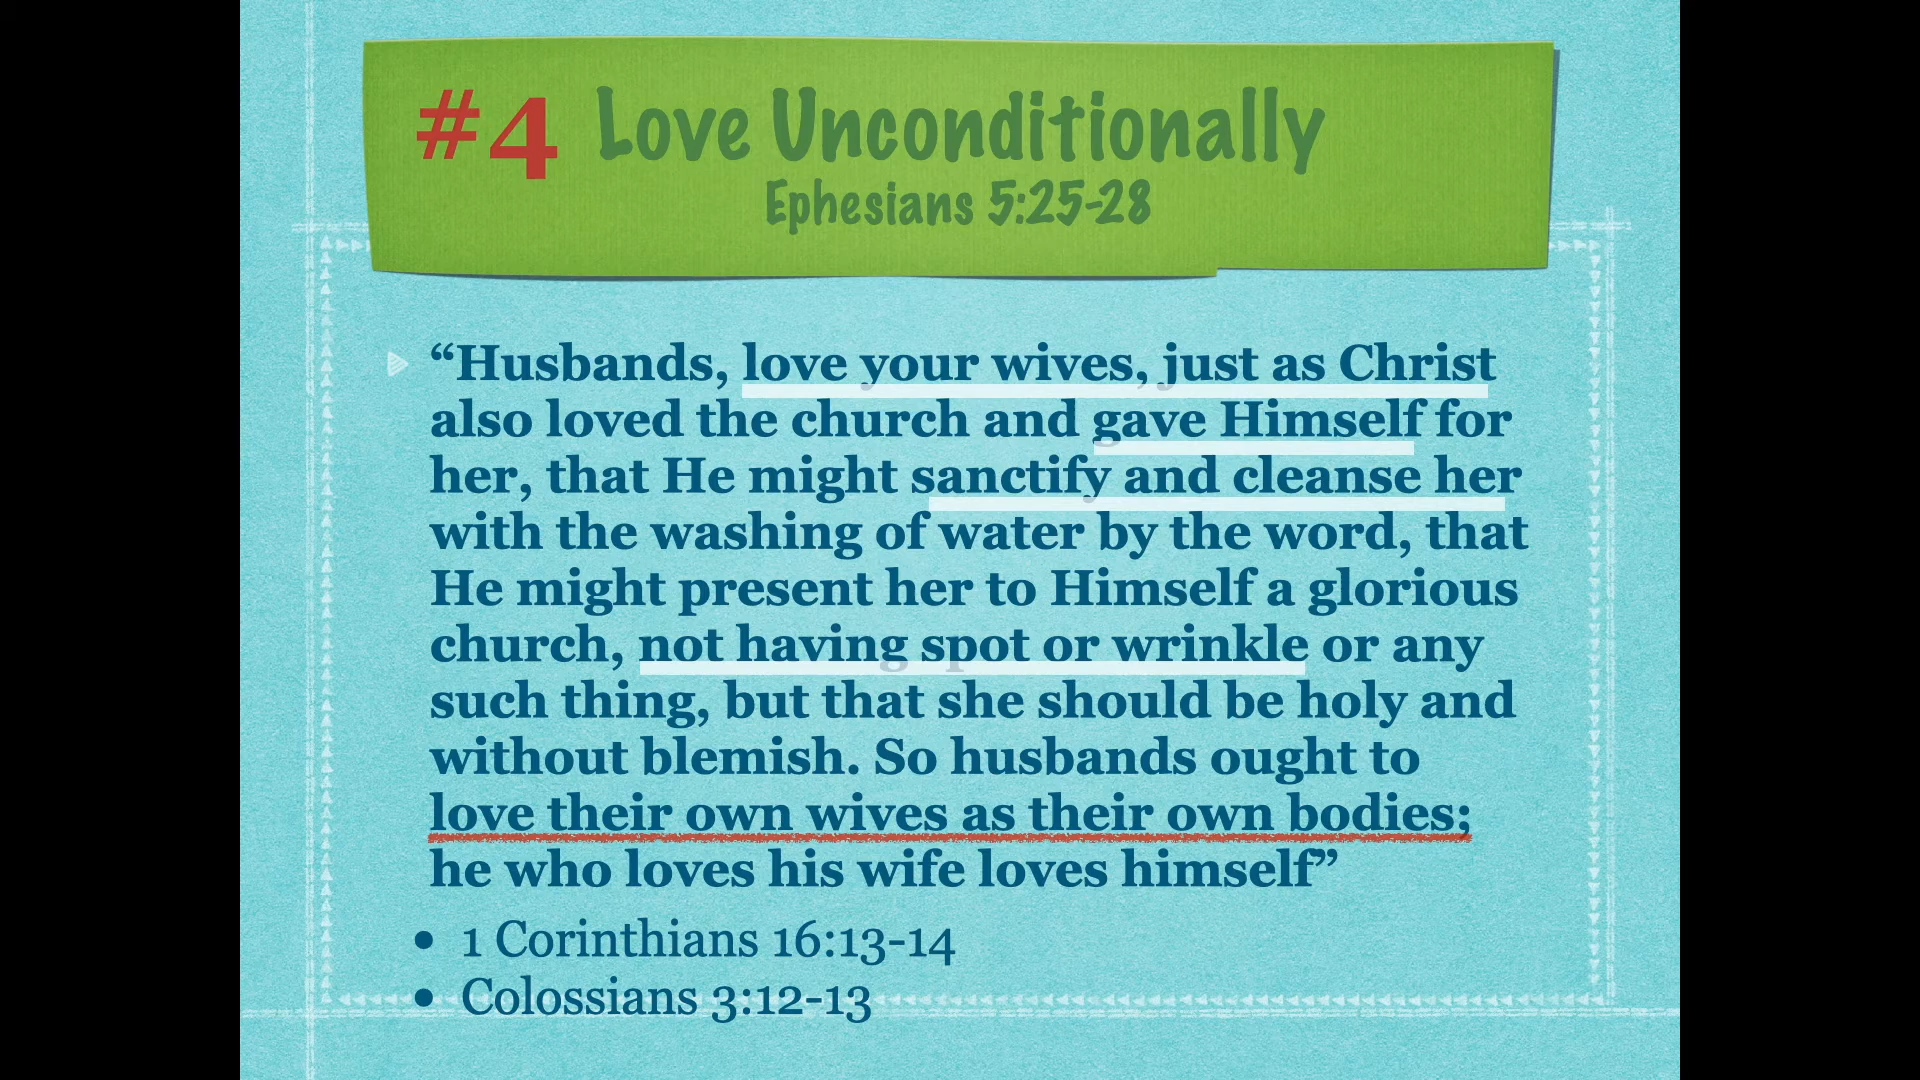 #4 Love Unconditionally
Ephesians 5:25-28
“Husbands, love your wives, just as Christ
also loved the church and gave Himself for
her, that He might sanctify and cleanse her
with the washing of water by the word, that
He might present her to Himself a glorious
church, not having spot or wrinkle or any
such thing, but that she should be holy and
without blemish. So husbands ought to
love their own wives as their own bodies;
he who loves his wife loves himself”
• 1 Corinthians 16:13-14
• Colossians 3:12-13